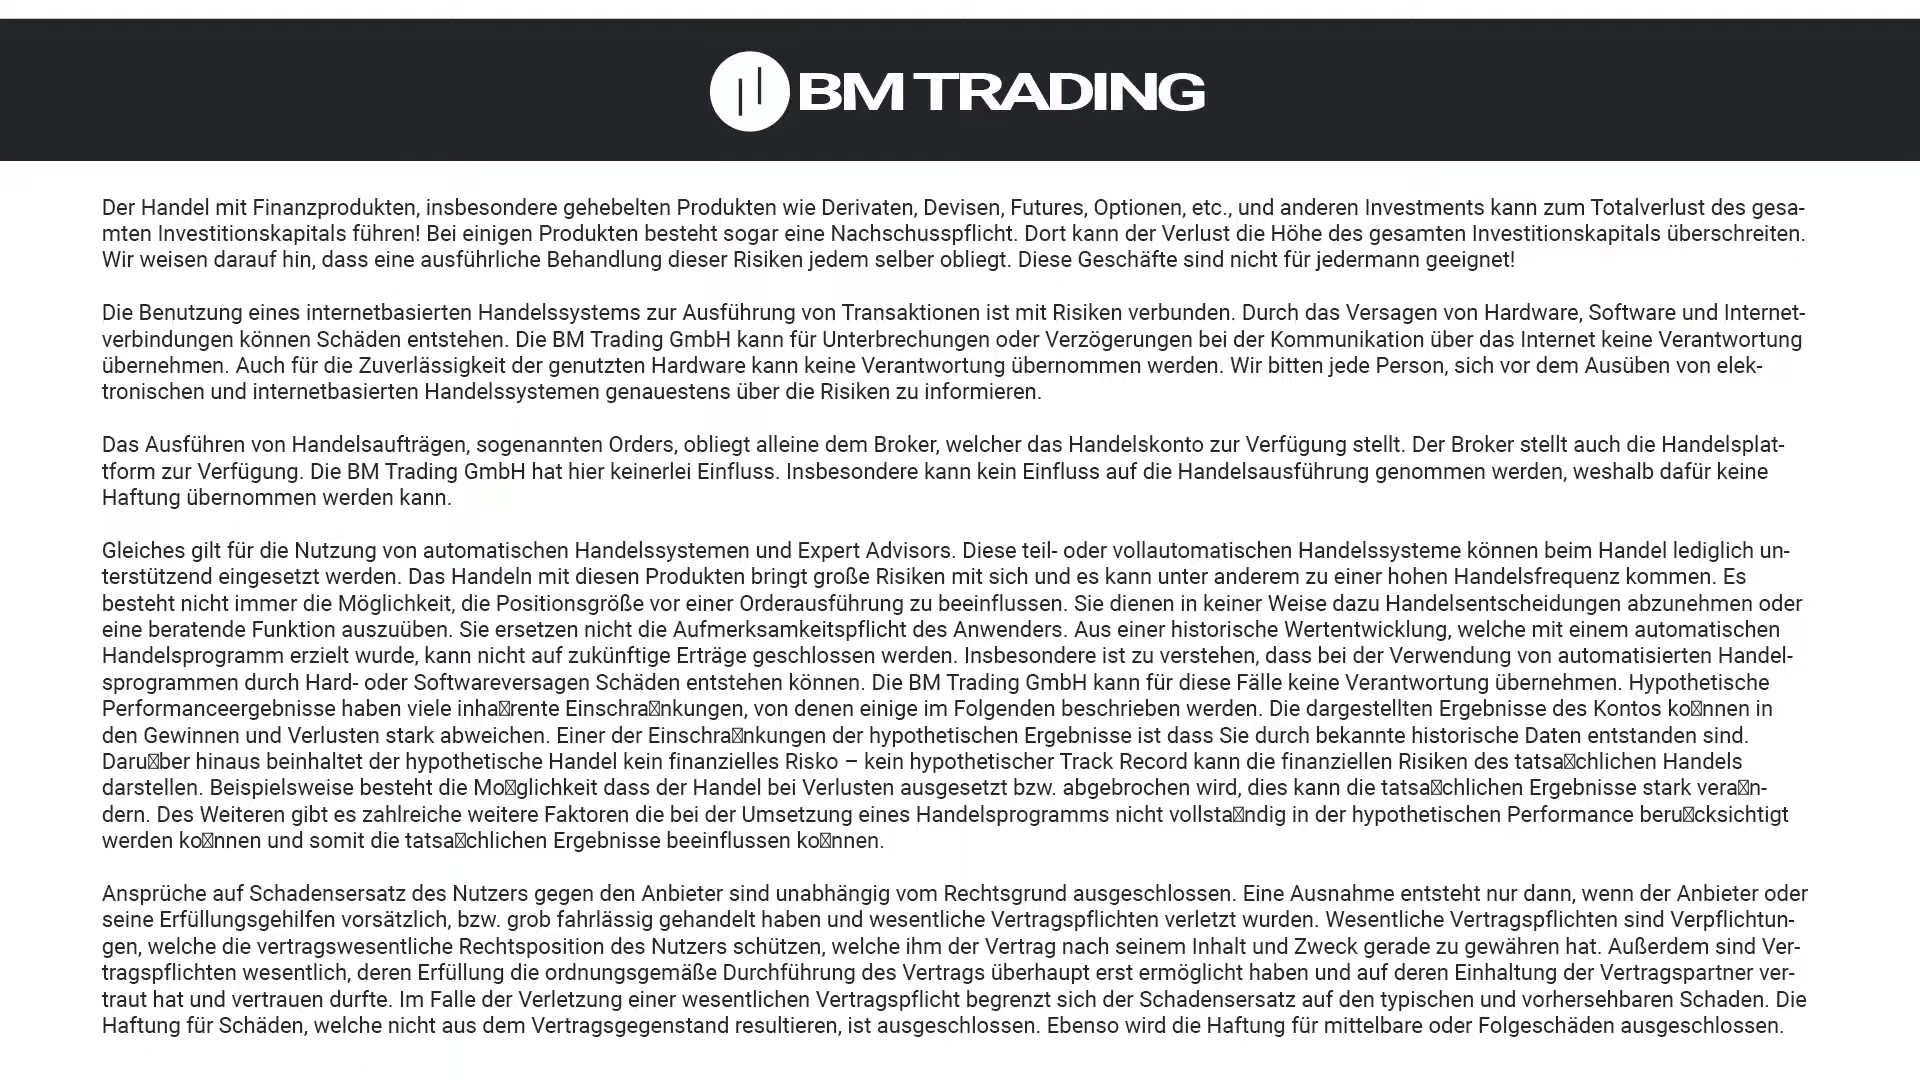 BM TRADING
Der Handel mit Finanzprodukten, insbesondere gehebelten Produkten wie Derivaten, Devisen, Futures, Optionen, etc., und anderen Investments kann zum Totalverlust des gesa-
mten Investitionskapitals führen! Bei einigen Produkten besteht sogar eine Nachschusspflicht. Dort kann der Verlust die Höhe des gesamten Investitionskapitals überschreiten.
Wir weisen darauf hin, dass eine ausführliche Behandlung dieser Risiken jedem selber obliegt. Diese Geschäfte sind nicht für jedermann geeignet!
Die Benutzung eines internetbasierten Handelssystems zur Ausführung von Transaktionen ist mit Risiken verbunden. Durch das Versagen von Hardware, Software und Internet-
verbindungen können Schäden entstehen. Die BM Trading GmbH kann für Unterbrechungen oder Verzögerungen bei der Kommunikation über das Internet keine Verantwortung
übernehmen. Auch für die Zuverlässigkeit der genutzten Hardware kann keine Verantwortung übernommen werden. Wir bitten jede Person, sich vor dem Ausüben von elek-
tronischen und internetbasierten Handelssystemen genauestens über die Risiken zu informieren.
Das Ausführen von Handelsaufträgen, sogenannten Orders, obliegt alleine dem Broker, welcher das Handelskonto zur Verfügung stellt. Der Broker stellt auch die Handelsplat-
tform zur Verfügung. Die BM Trading GmbH hat hier keinerlei Einfluss. Insbesondere kann kein Einfluss auf die Handelsausführung genommen werden, weshalb dafür keine
Haftung übernommen werden kann.
Gleiches gilt für die Nutzung von automatischen Handelssystemen und Expert Advisors. Diese teil- oder vollautomatischen Handelssysteme können beim Handel lediglich un-
terstützend eingesetzt werden. Das Handeln mit diesen Produkten bringt große Risiken mit sich und es kann unter anderem zu einer hohen Handelsfrequenz kommen. Es
besteht nicht immer die Möglichkeit, die Positionsgröße vor einer Orderausführung zu beeinflussen. Sie dienen in keiner Weise dazu Handelsentscheidungen abzunehmen oder
eine beratende Funktion auszuüben. Sie ersetzen nicht die Aufmerksamkeitspflicht des Anwenders. Aus einer historische Wertentwicklung, welche mit einem automatischen
Handelsprogramm erzielt wurde, kann nicht auf zukünftige Erträge geschlossen werden. Insbesondere ist zu verstehen, dass bei der Verwendung von automatisierten Handel-
sprogrammen durch Hard- oder Softwareversagen Schäden entstehen können. Die BM Trading GmbH kann für diese Fälle keine Verantwortung übernehmen. Hypothetische
Performanceergebnisse haben viele inha☒rente Einschra☒nkungen, von denen einige im Folgenden beschrieben werden. Die dargestellten Ergebnisse des Kontos ko☒nnen in
den Gewinnen und Verlusten stark abweichen. Einer der Einschra☒nkungen der hypothetischen Ergebnisse ist dass Sie durch bekannte historische Daten entstanden sind.
Daru☒ber hinaus beinhaltet der hypothetische Handel kein finanzielles Risko – kein hypothetischer Track Record kann die finanziellen Risiken des tatsa☒chlichen Handels
darstellen. Beispielsweise besteht die Mo☒glichkeit dass der Handel bei Verlusten ausgesetzt bzw. abgebrochen wird, dies kann die tatsa☒chlichen Ergebnisse stark vera☒n-
dern. Des Weiteren gibt es zahlreiche weitere Faktoren die bei der Umsetzung eines Handelsprogramms nicht vollsta☒ndig in der hypothetischen Performance beru☒cksichtigt
werden ko☒nnen und somit die tatsa☒chlichen Ergebnisse beeinflussen ko☒nnen.
Ansprüche auf Schadensersatz des Nutzers gegen den Anbieter sind unabhängig vom Rechtsgrund ausgeschlossen. Eine Ausnahme entsteht nur dann, wenn der Anbieter oder
seine Erfüllungsgehilfen vorsätzlich, bzw. grob fahrlässig gehandelt haben und wesentliche Vertragspflichten verletzt wurden. Wesentliche Vertragspflichten sind Verpflichtun-
gen, welche die vertragswesentliche Rechtsposition des Nutzers schützen, welche ihm der Vertrag nach seinem Inhalt und Zweck gerade zu gewähren hat. Außerdem sind Ver-
tragspflichten wesentlich, deren Erfüllung die ordnungsgemäße Durchführung des Vertrags überhaupt erst ermöglicht haben und auf deren Einhaltung der Vertragspartner ver-
traut hat und vertrauen durfte. Im Falle der Verletzung einer wesentlichen Vertragspflicht begrenzt sich der Schadensersatz auf den typischen und vorhersehbaren Schaden. Die
Haftung für Schäden, welche nicht aus dem Vertragsgegenstand resultieren, ist ausgeschlossen. Ebenso wird die Haftung für mittelbare oder Folgeschäden ausgeschlossen.